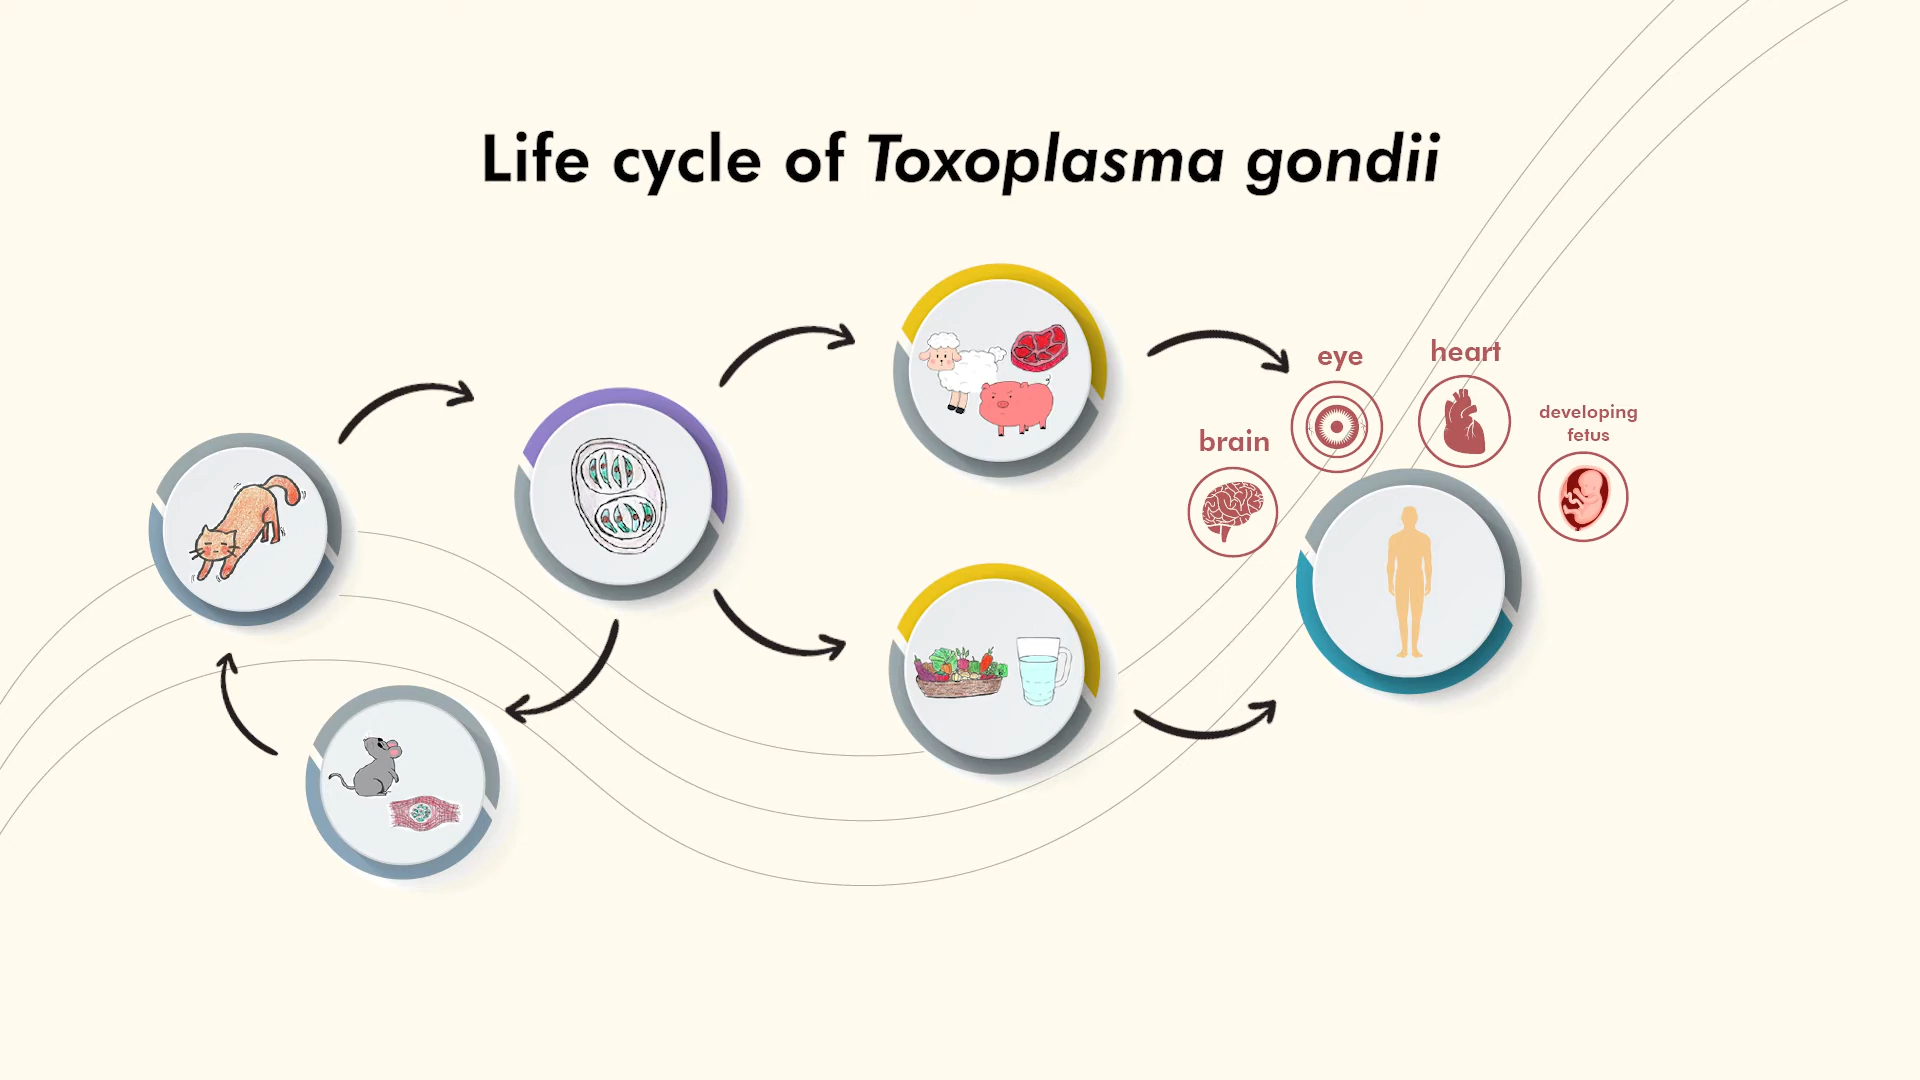 Life cycle of Toxoplasma gondii
eye
heart
brain
developing
fetus